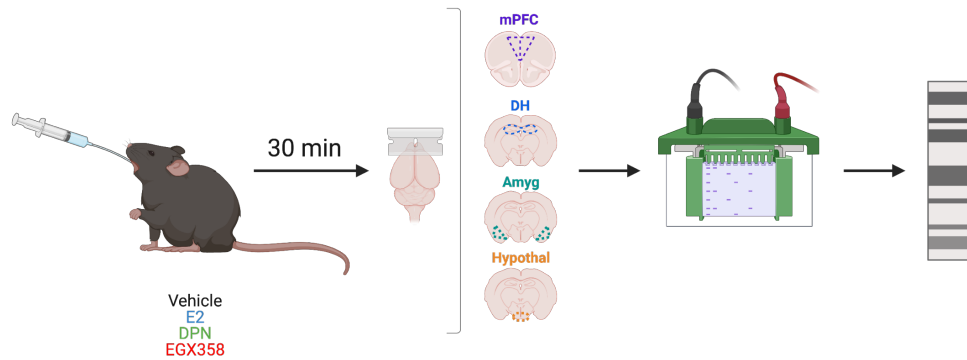 mPFC
DH
30 min
Amyg
Hypothal
Vehicle
E2
DPN
EGX358